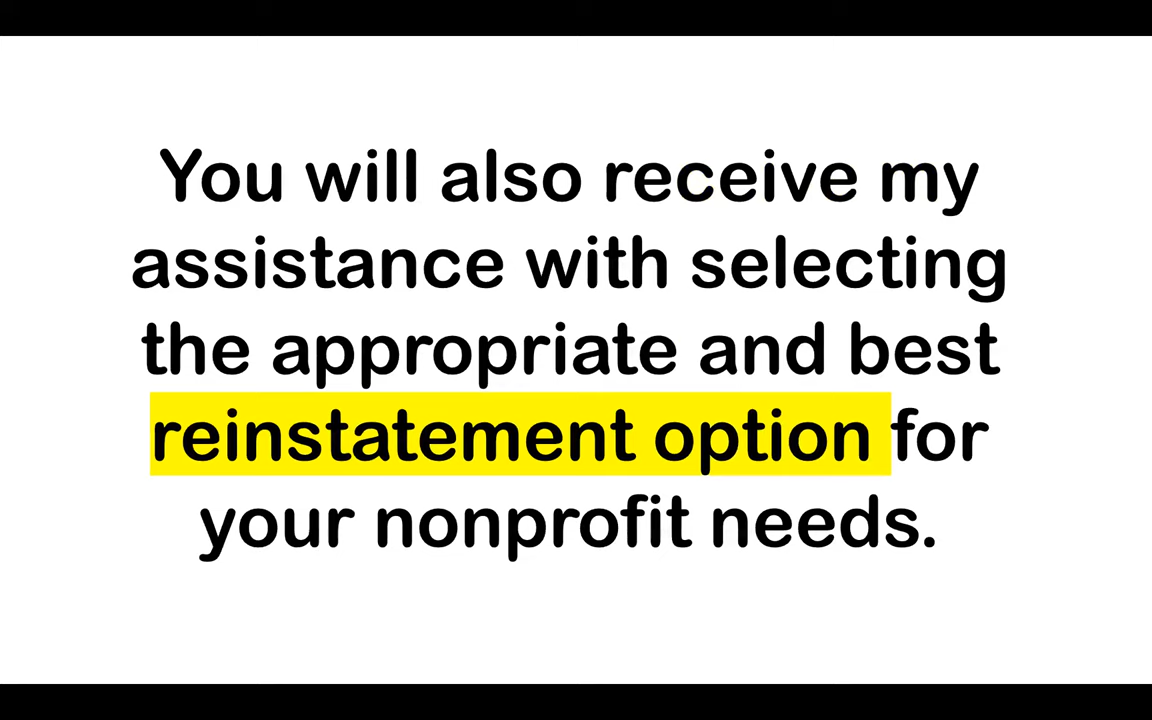 You will also receive my
assistance with selecting
the appropriate and best
reinstatement option for
your nonprofit needs.